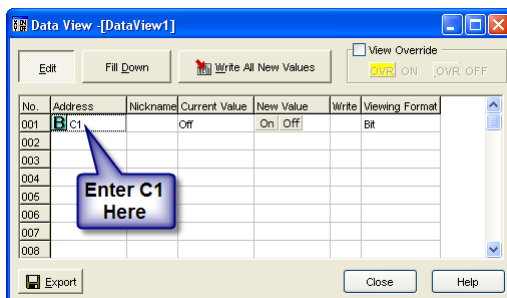 Data View -[DataView1]
View Override
Edit Fill Down Write All New Values OVR ON OVR OFF
No. Address Nickname Current Value New Value Write Viewing Format
001 B C1 Off On Off Bit
002
003
004
005
006
007
008
Enter C1
Here
Export Close Help